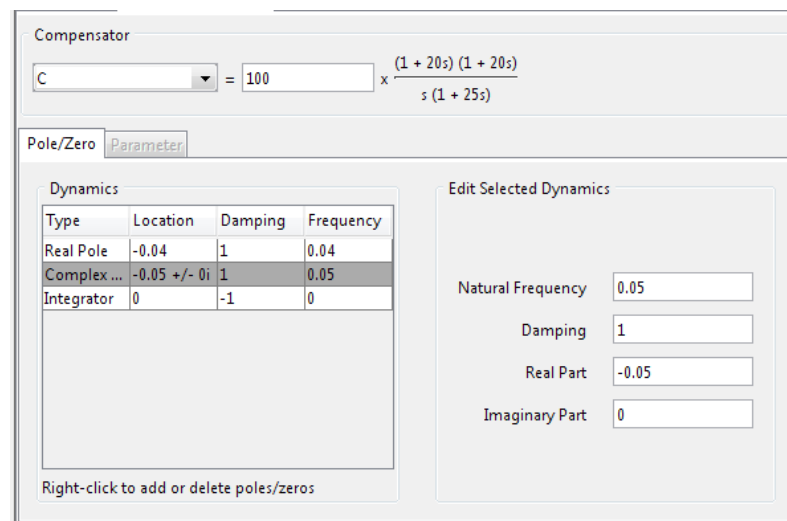 Compensator
C = 100 x (1 + 20s) (1 + 20s)
s (1 + 25s)
Pole/Zero Parameter
Dynamics
Type Location Damping Frequency
Real Pole -0.04 1 0.04
Complex ... -0.05 +/- 0i 1 0.05
Integrator 0 -1 0
Right-click to add or delete poles/zeros
Edit Selected Dynamics
Natural Frequency 0.05
Damping 1
Real Part -0.05
Imaginary Part 0